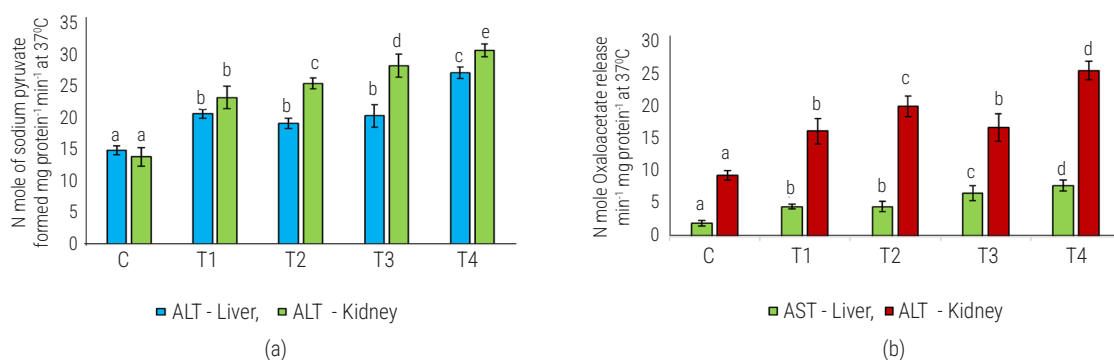 N mole of sodium pyruvate
formed mg protein⁻¹ min⁻¹ at 37⁰C
35
30
25
20
15
10
5
0
a a
b b
b c
b d
c e
C T1 T2 T3 T4
ALT - Liver, ALT - Kidney
(a)
N mole Oxaloacetate release
min⁻¹ mg protein⁻¹ at 37⁰C
30
25
20
15
10
5
0
a a
b b
b c
c b
d d
C T1 T2 T3 T4
AST - Liver, ALT - Kidney
(b)